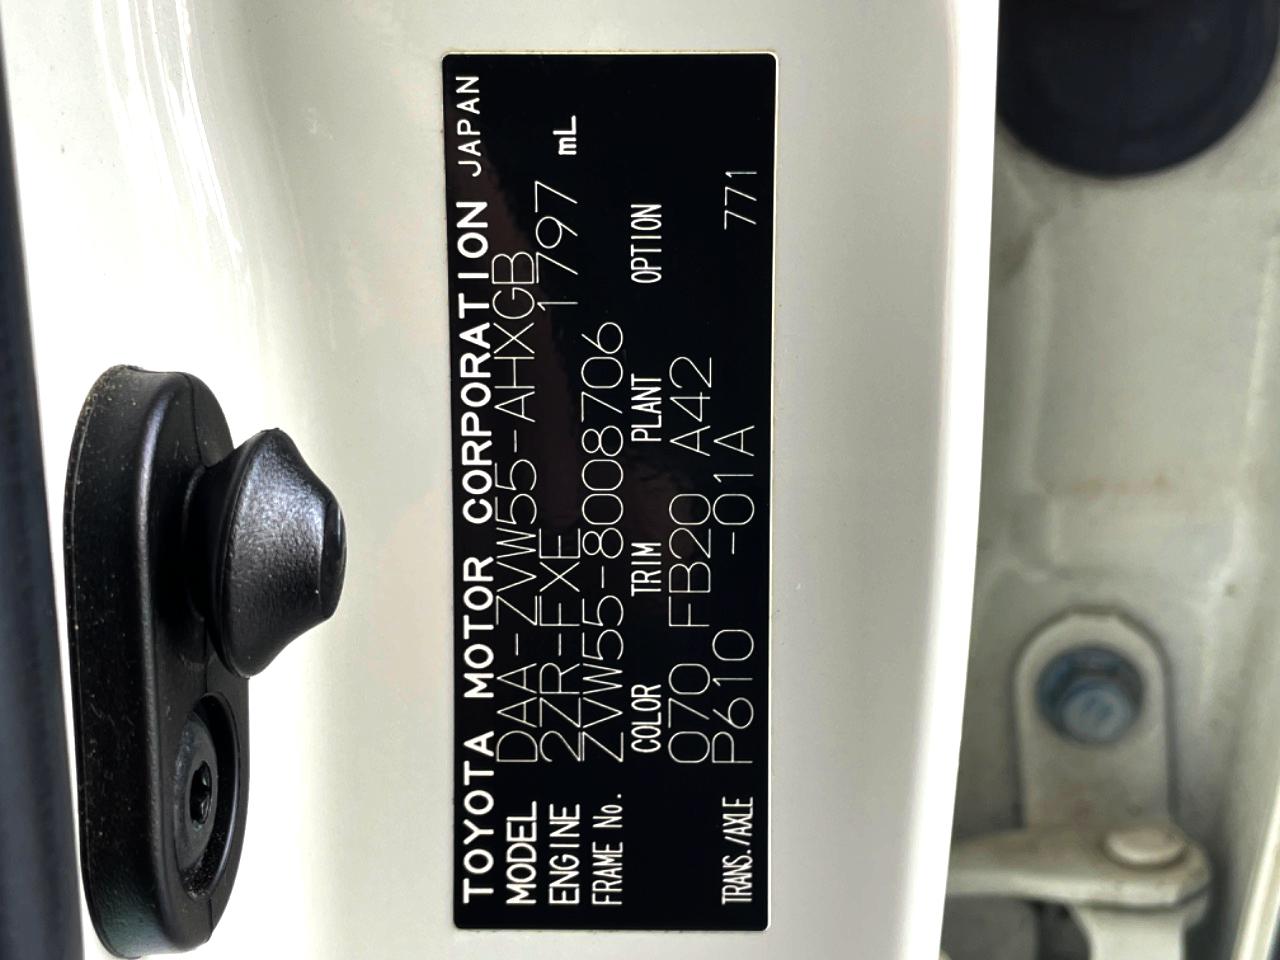 TOYOTA MOTOR CORPORATION JAPAN
MODEL DAA-ZVW55-AHXGB
ENGINE 2ZR-FXE 1797 mL
FRAME No. ZVW55-8008706
COLOR TRIM PLANT OPTION
070 FB20 A42
TRANS./AXLE P610 -01A 771